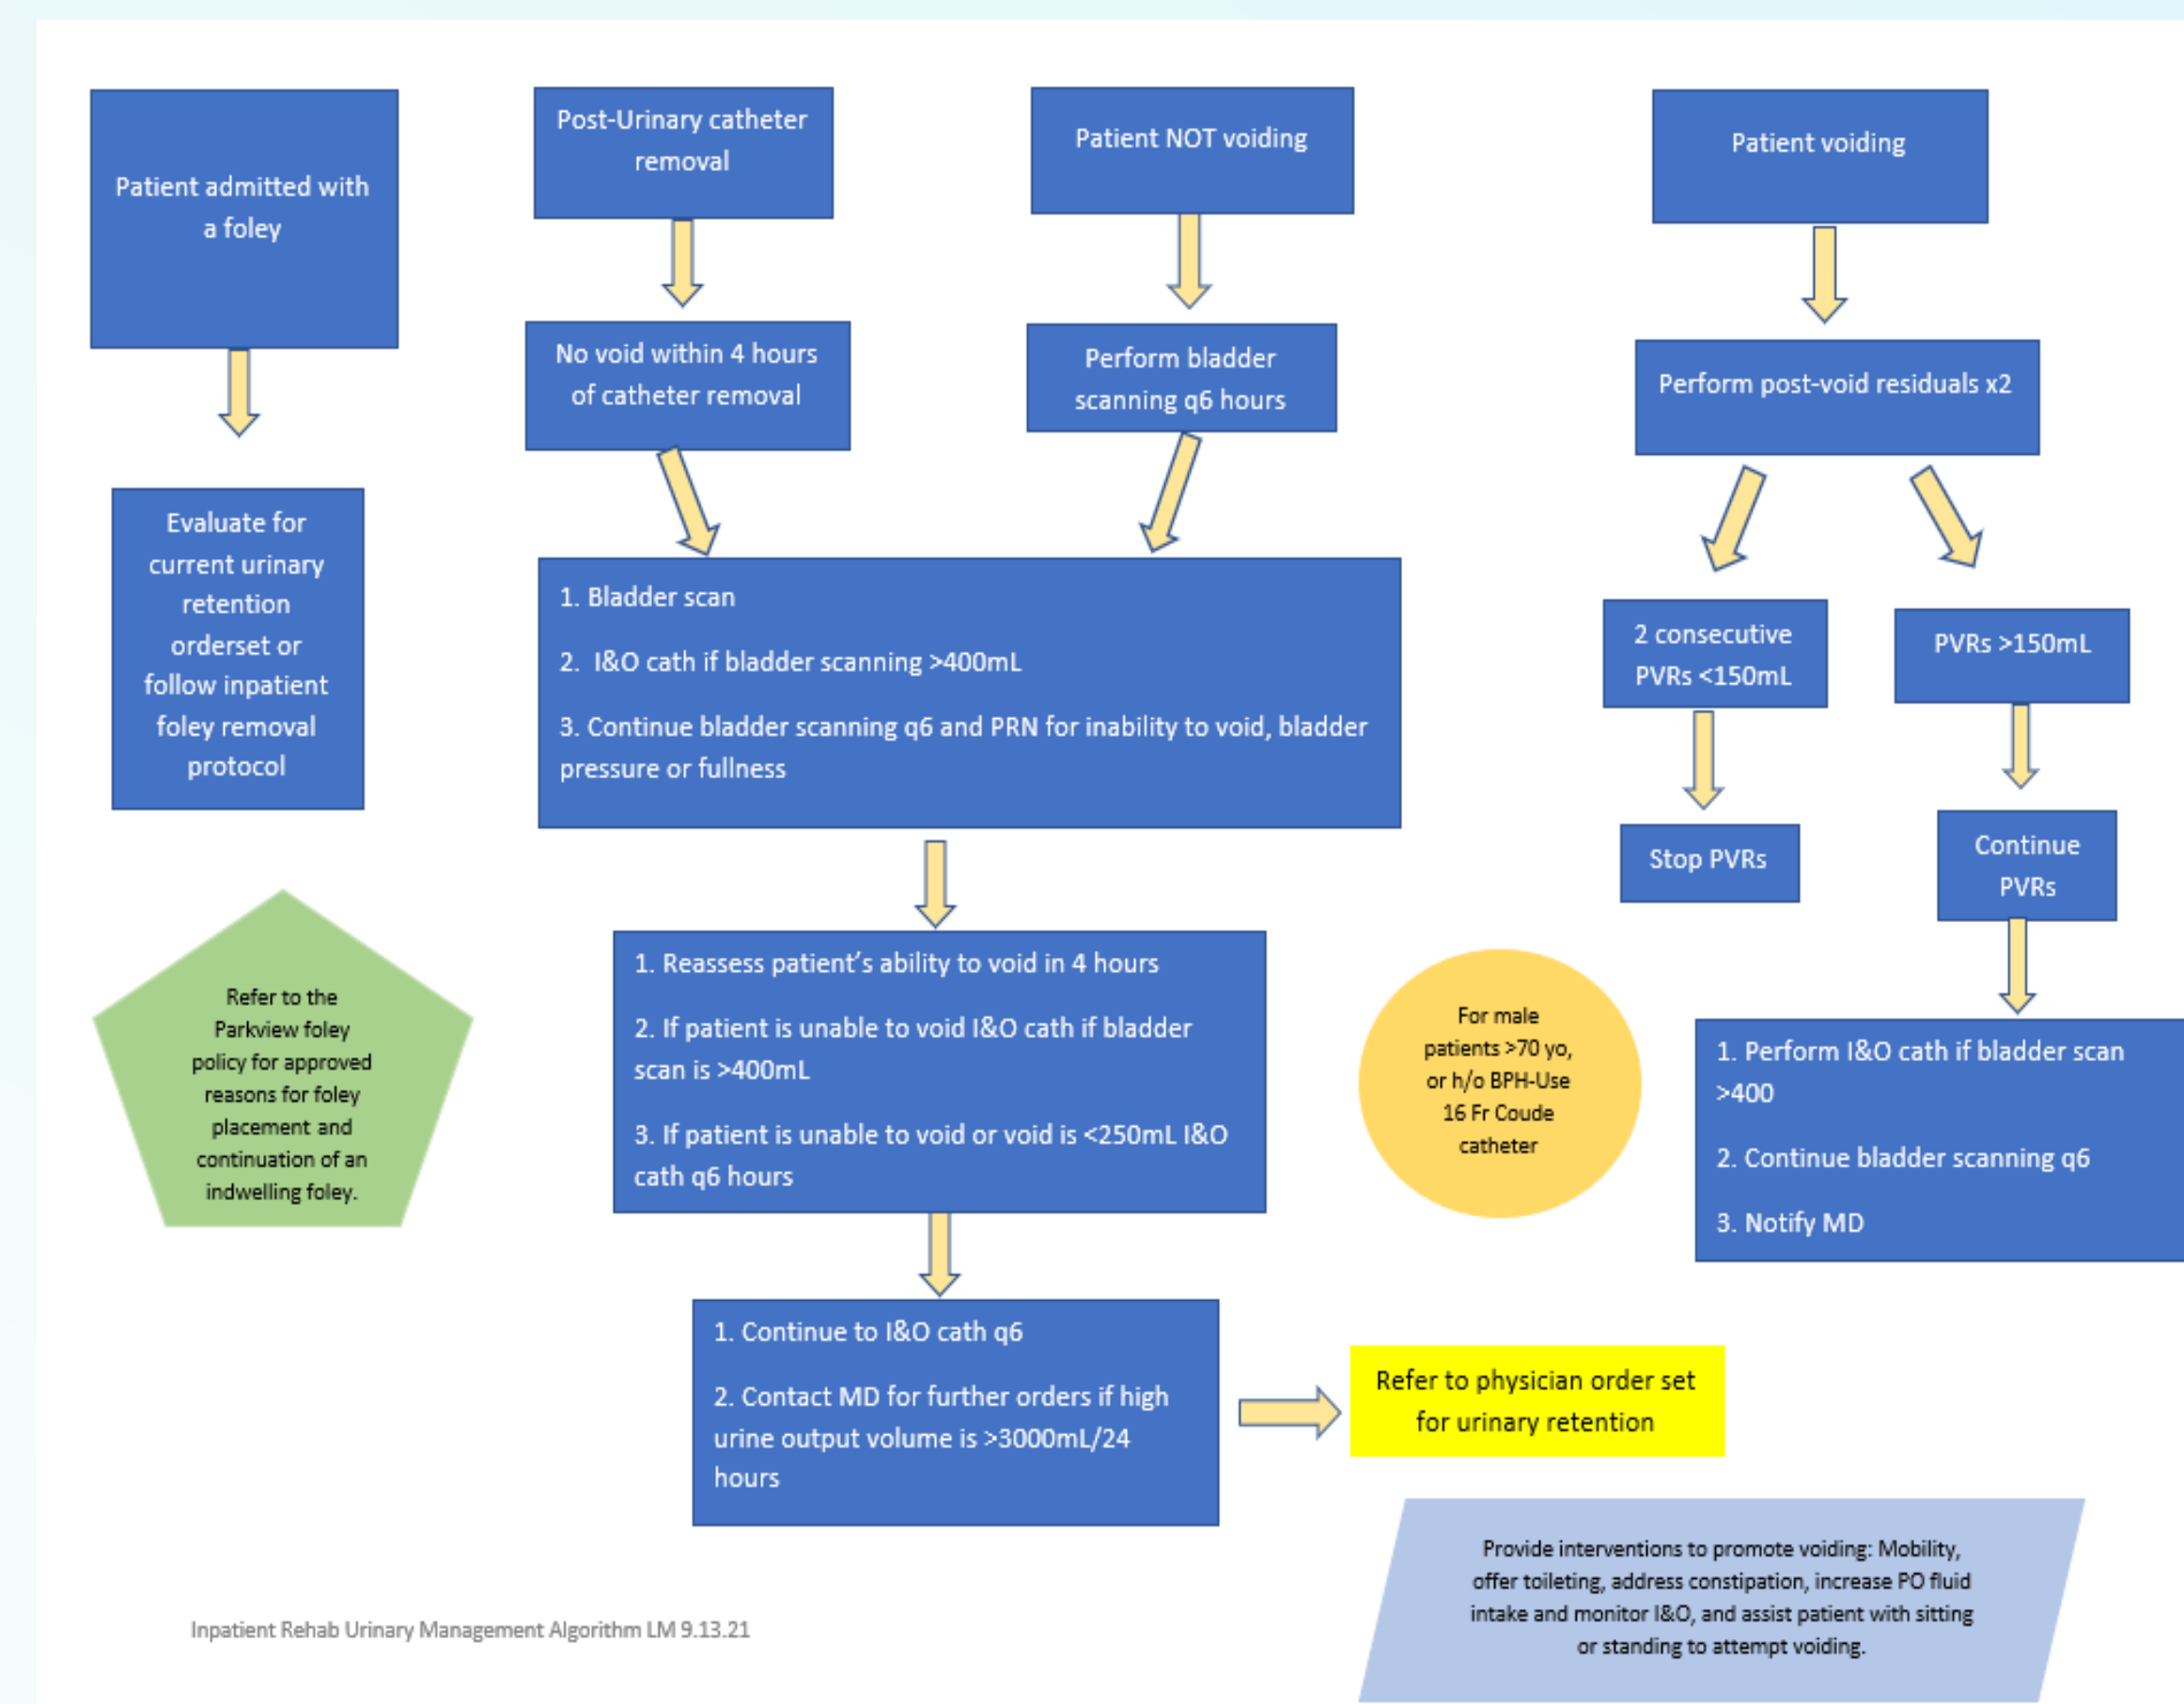 Patient admitted with
a foley
Evaluate for
current urinary
retention
orderset or
follow inpatient
foley removal
protocol
Refer to the
Parkview foley
policy for approved
reasons for foley
placement and
continuation of an
indwelling foley.
Post-Urinary catheter
removal
No void within 4 hours
of catheter removal
Patient NOT voiding
Perform bladder
scanning q6 hours
1. Bladder scan
2. I&O cath if bladder scanning >400mL
3. Continue bladder scanning q6 and PRN for inability to void, bladder
pressure or fullness
1. Reassess patient's ability to void in 4 hours
2. If patient is unable to void I&O cath if bladder
scan is >400mL
3. If patient is unable to void or void is <250mL I&O
cath q6 hours
1. Continue to I&O cath q6
2. Contact MD for further orders if high
urine output volume is >3000mL/24
hours
Refer to physician order set
for urinary retention
Patient voiding
Perform post-void residuals x2
2 consecutive
PVRs <150mL
Stop PVRs
PVRs >150mL
Continue
PVRs
1. Perform I&O cath if bladder scan
>400
2. Continue bladder scanning q6
3. Notify MD
For male
patients >70 yo,
or h/o BPH-Use
16 Fr Coude
catheter
Provide interventions to promote voiding: Mobility,
offer toileting, address constipation, increase PO fluid
intake and monitor I&O, and assist patient with sitting
or standing to attempt voiding.
Inpatient Rehab Urinary Management Algorithm LM 9.13.21